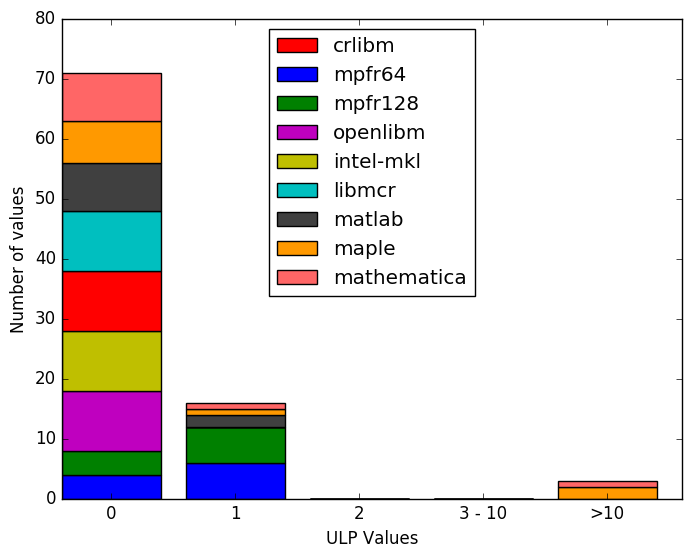 80
70
60
50
40
30
20
10
0
Number of values
crlibm
mpfr64
mpfr128
openlibm
intel-mkl
libmcr
matlab
maple
mathematica
0 1 2 3 - 10 >10
ULP Values